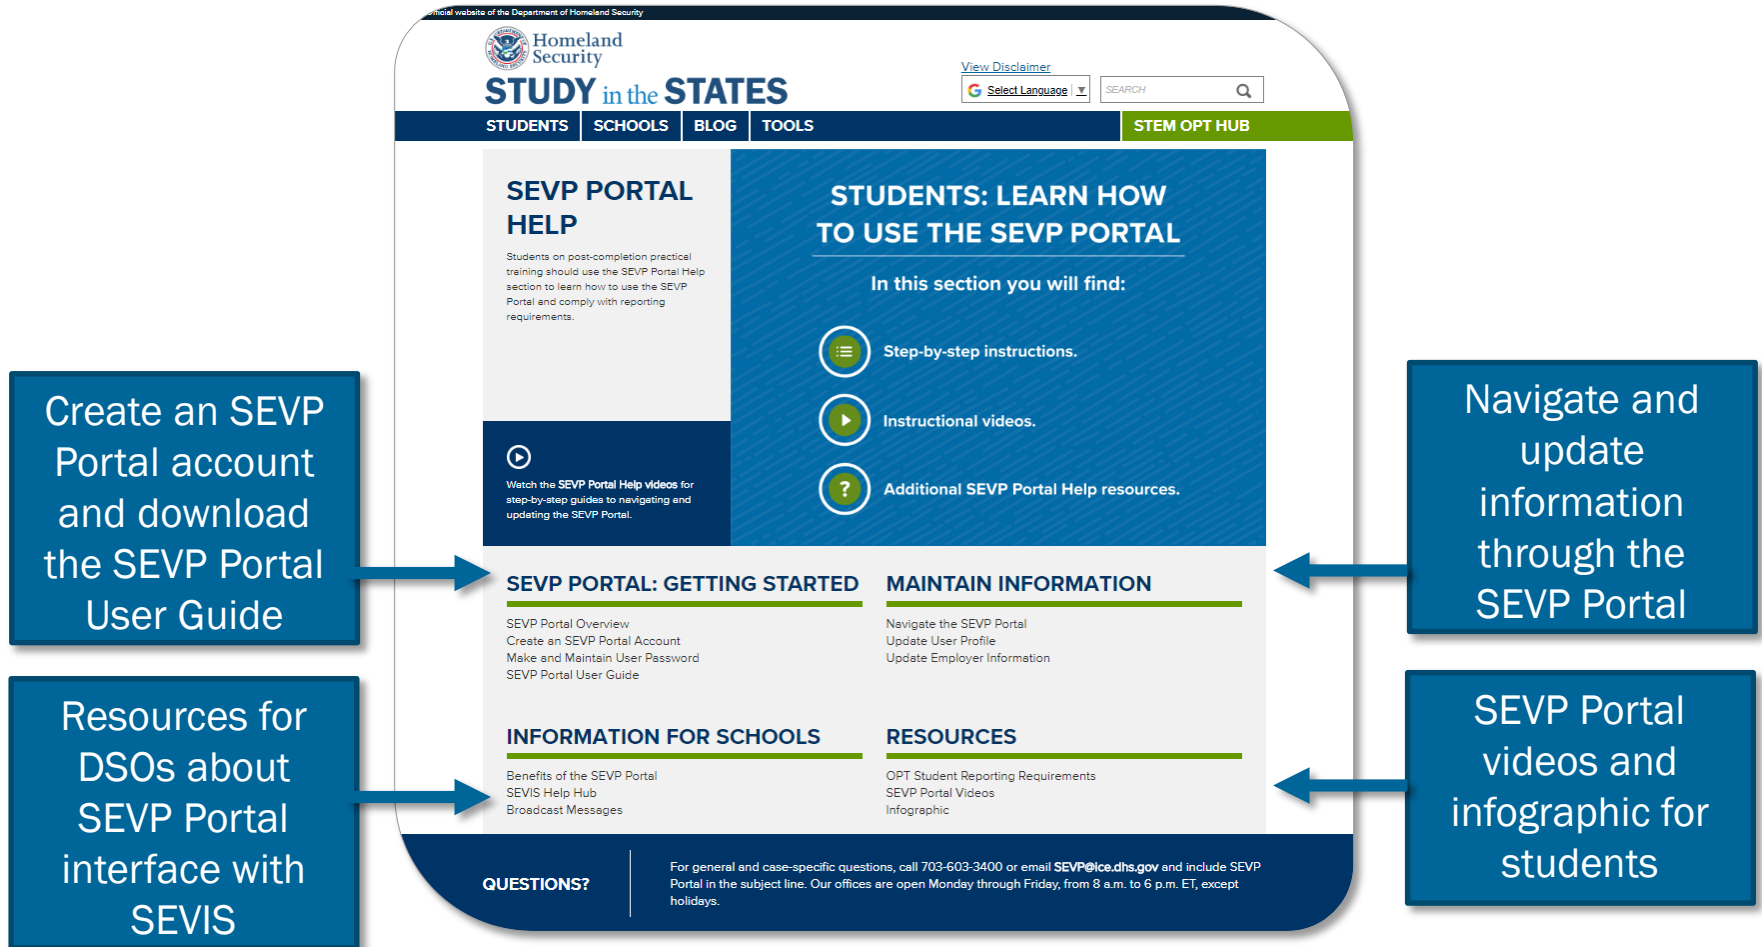 Official website of the Department of Homeland Security
Homeland
Security
STUDY in the STATES
View Disclaimer
Select Language
SEARCH
STUDENTS
SCHOOLS
BLOG
TOOLS
STEM OPT HUB
SEVP PORTAL
HELP
Students on post-completion practical
training should use the SEVP Portal Help
section to learn how to use the SEVP
Portal and comply with reporting
requirements.
Watch the SEVP Portal Help videos for
step-by-step guides to navigating and
updating the SEVP Portal.
STUDENTS: LEARN HOW
TO USE THE SEVP PORTAL
In this section you will find:
Step-by-step instructions.
Instructional videos.
Additional SEVP Portal Help resources.
Create an SEVP
Portal account
and download
the SEVP Portal
User Guide
SEVP PORTAL: GETTING STARTED
SEVP Portal Overview
Create an SEVP Portal Account
Make and Maintain User Password
SEVP Portal User Guide
MAINTAIN INFORMATION
Navigate the SEVP Portal
Update User Profile
Update Employer Information
Navigate and
update
information
through the
SEVP Portal
Resources for
DSOs about
SEVP Portal
interface with
SEVIS
INFORMATION FOR SCHOOLS
Benefits of the SEVP Portal
SEVIS Help Hub
Broadcast Messages
RESOURCES
OPT Student Reporting Requirements
SEVP Portal Videos
Infographic
SEVP Portal
videos and
infographic for
students
QUESTIONS?
For general and case-specific questions, call 703-603-3400 or email SEVP@ice.dhs.gov and include SEVP
Portal in the subject line. Our offices are open Monday through Friday, from 8 a.m. to 6 p.m. ET, except
holidays.